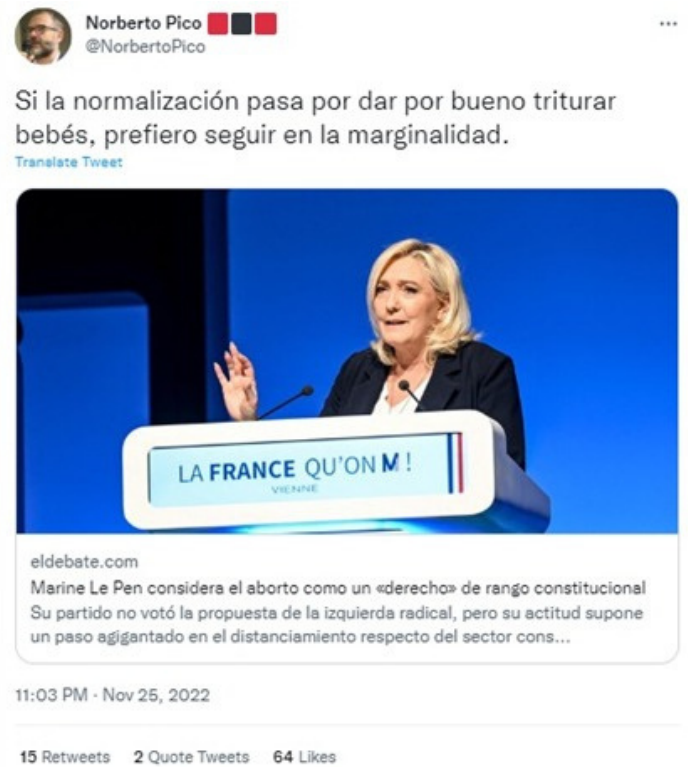 Norberto Pico
@NorbertoPico
Si la normalización pasa por dar por bueno triturar
bebés, prefiero seguir en la marginalidad.
Translate Tweet
LA FRANCE QU'ON M !
VIENNE
eldebate.com
Marine Le Pen considera el aborto como un «derecho» de rango constitucional
Su partido no votó la propuesta de la izquierda radical, pero su actitud supone
un paso agigantado en el distanciamiento respecto del sector cons...
11:03 PM · Nov 25, 2022
15 Retweets 2 Quote Tweets 64 Likes